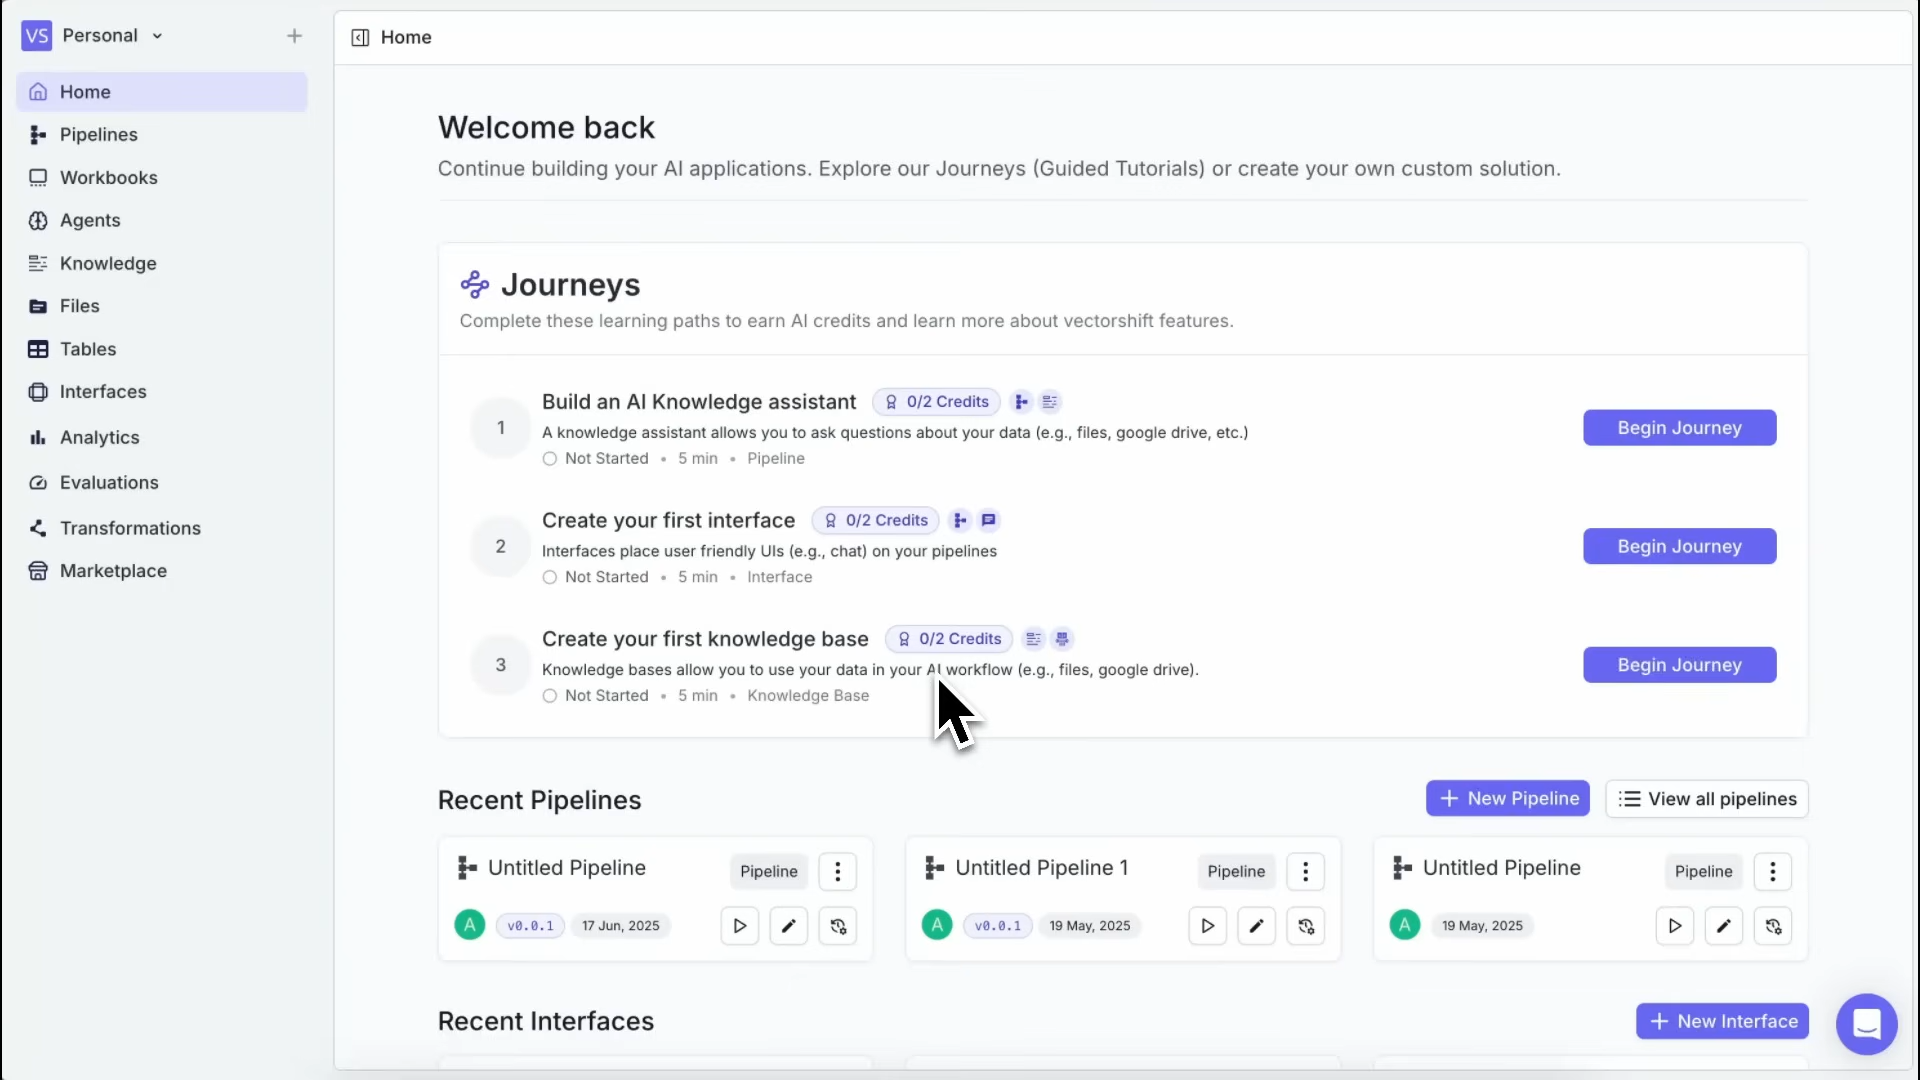 VS Personal
Home
Pipelines
Workbooks
Agents
Knowledge
Files
Tables
Interfaces
Analytics
Evaluations
Transformations
Marketplace
Home
Welcome back
Continue building your AI applications. Explore our Journeys (Guided Tutorials) or create your own custom solution.
Journeys
Complete these learning paths to earn AI credits and learn more about vectorshift features.
1
Build an AI Knowledge assistant 0/2 Credits
A knowledge assistant allows you to ask questions about your data (e.g., files, google drive, etc.)
Not Started • 5 min • Pipeline
Begin Journey
2
Create your first interface 0/2 Credits
Interfaces place user friendly UIs (e.g., chat) on your pipelines
Not Started • 5 min • Interface
Begin Journey
3
Create your first knowledge base 0/2 Credits
Knowledge bases allow you to use your data in your AI workflow (e.g., files, google drive).
Not Started • 5 min • Knowledge Base
Begin Journey
Recent Pipelines
New Pipeline
View all pipelines
Untitled Pipeline Pipeline
A v0.0.1 17 Jun, 2025
Untitled Pipeline 1 Pipeline
A v0.0.1 19 May, 2025
Untitled Pipeline Pipeline
A 19 May, 2025
Recent Interfaces
New Interface